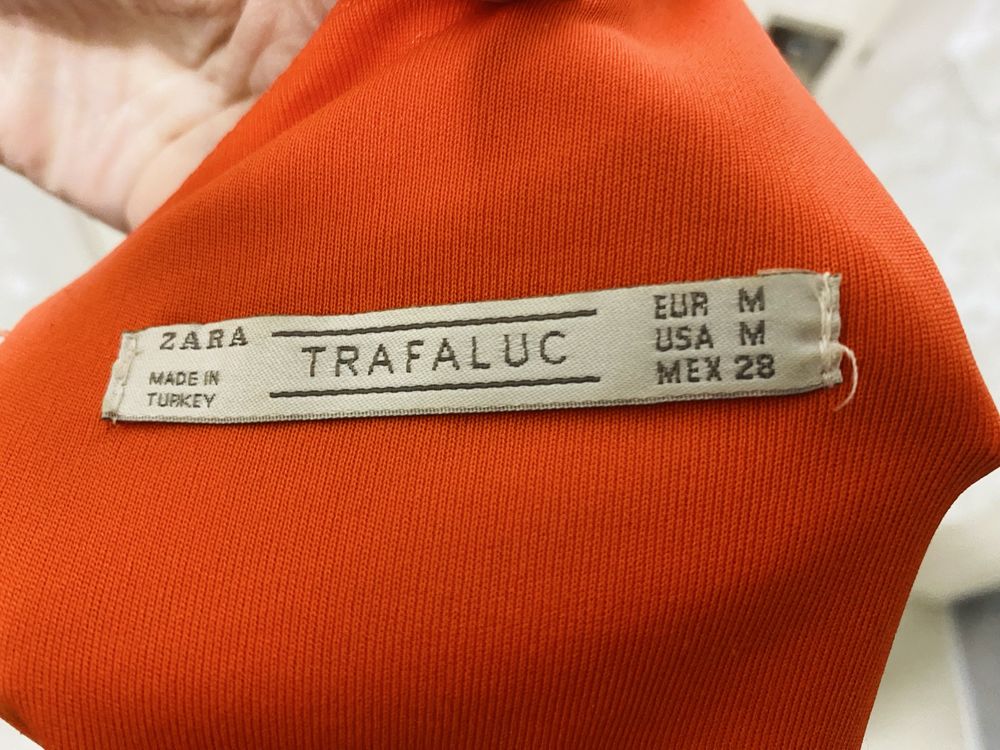 ZARA
MADE IN
TURKEY
TRAFALUC
EUR M
USA M
MEX 28